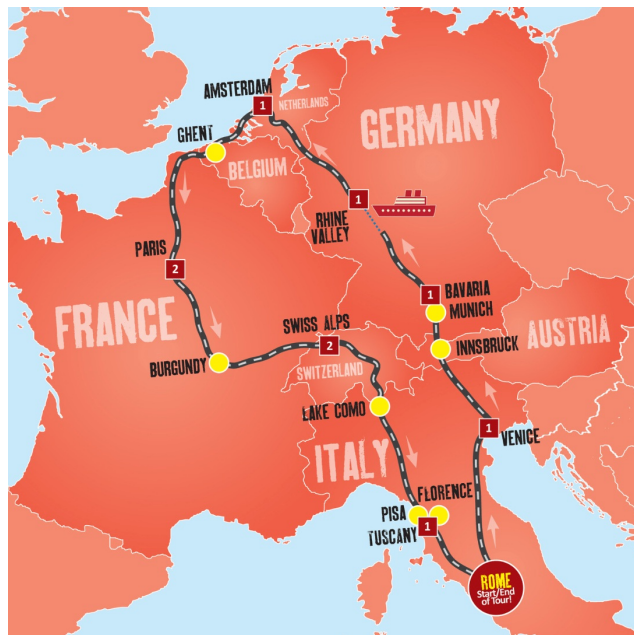 AMSTERDAM
1
NETHERLANDS
GERMANY
GHENT
BELGIUM
1
RHINE
VALLEY
PARIS
2
1
BAVARIA
MUNICH
FRANCE
SWISS ALPS
2
AUSTRIA
INNSBRUCK
BURGUNDY
SWITZERLAND
LAKE COMO
1
VENICE
ITALY
FLORENCE
PISA
TUSCANY
1
ROME
Start/End
of Tour!